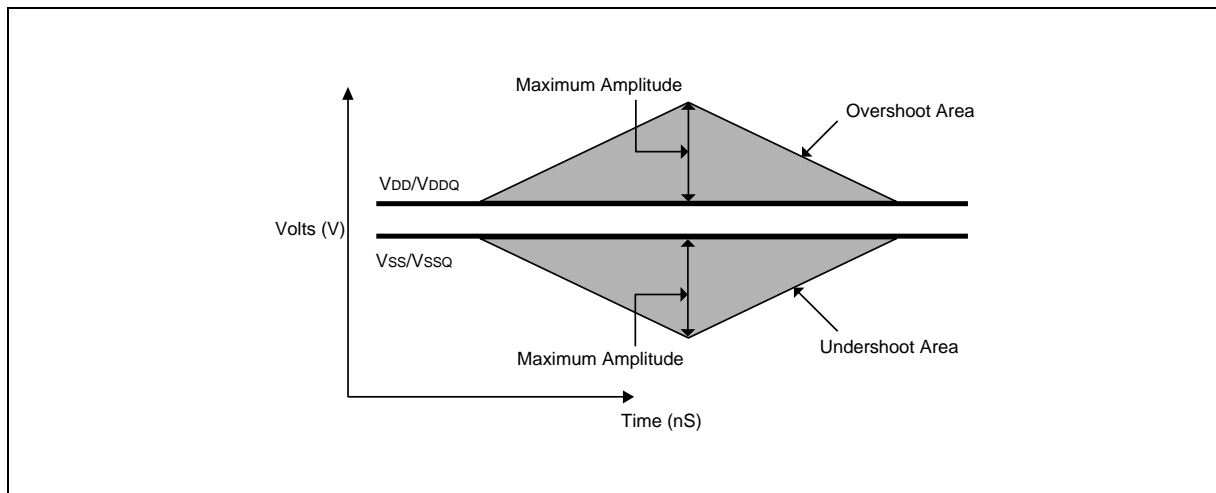 Maximum Amplitude
Overshoot Area
VDD/VDDQ
Volts (V)
VSS/VSSQ
Maximum Amplitude
Undershoot Area
Time (nS)